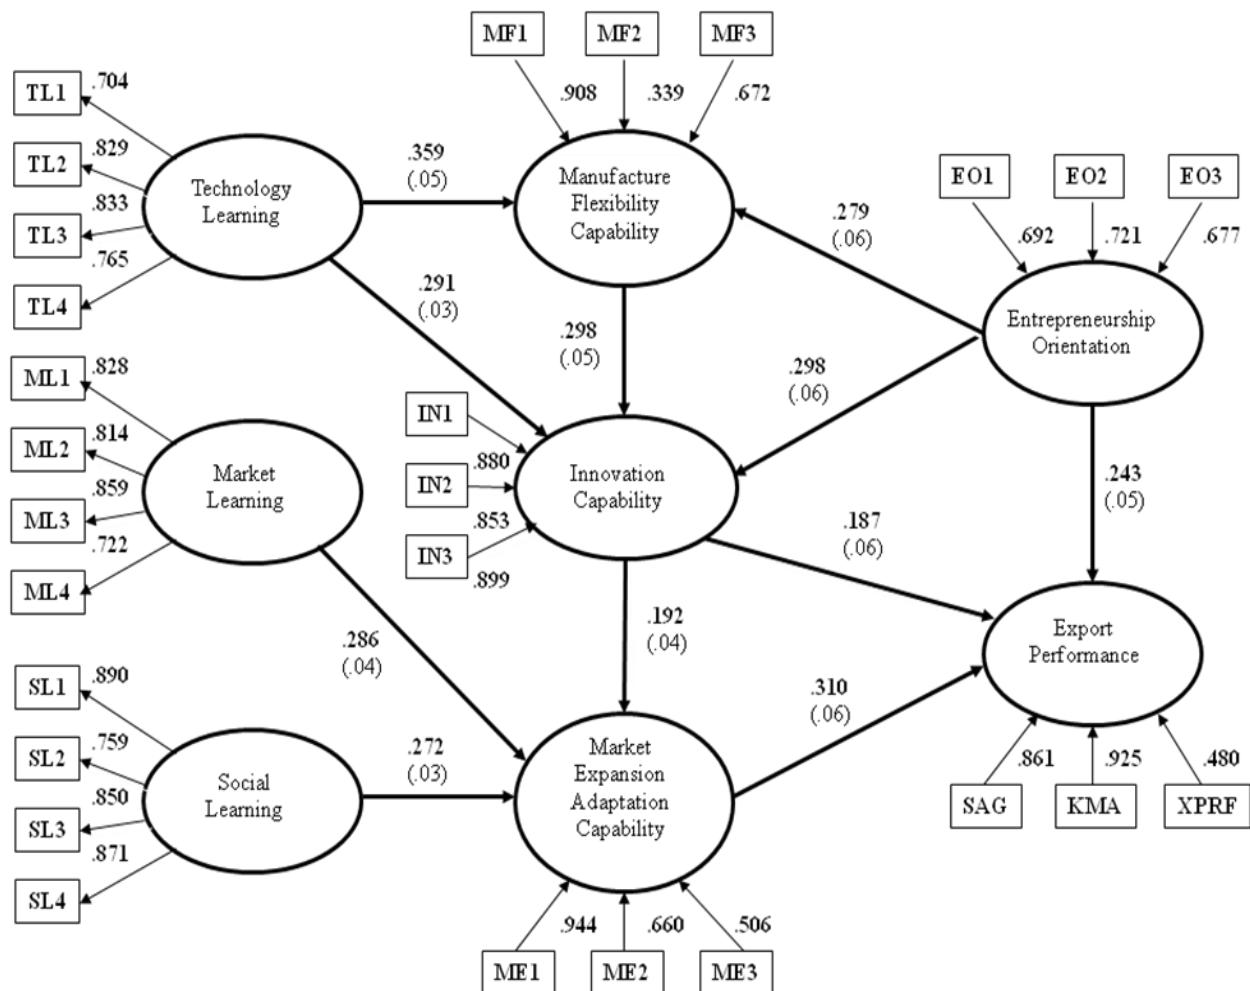 MF1
MF2
MF3
.908
.339
.672
TL1
.704
TL2
.829
TL3
.833
TL4
.765
Technology
Learning
.359
(.05)
Manufacture
Flexibility
Capability
.279
(.06)
EO1
EO2
EO3
.692
.721
.677
Entrepreneurship
Orientation
.291
(.03)
.298
(.05)
.298
(.06)
ML1
.828
ML2
.814
ML3
.859
ML4
.722
Market
Learning
IN1
.880
IN2
.853
IN3
.899
Innovation
Capability
.243
(.05)
.187
(.06)
.286
(.04)
.192
(.04)
Export
Performance
.310
(.06)
SL1
.890
SL2
.759
SL3
.850
SL4
.871
Social
Learning
.272
(.03)
Market
Expansion
Adaptation
Capability
.861
.925
.480
SAG
KMA
XPRF
.944
.660
.506
ME1
ME2
ME3